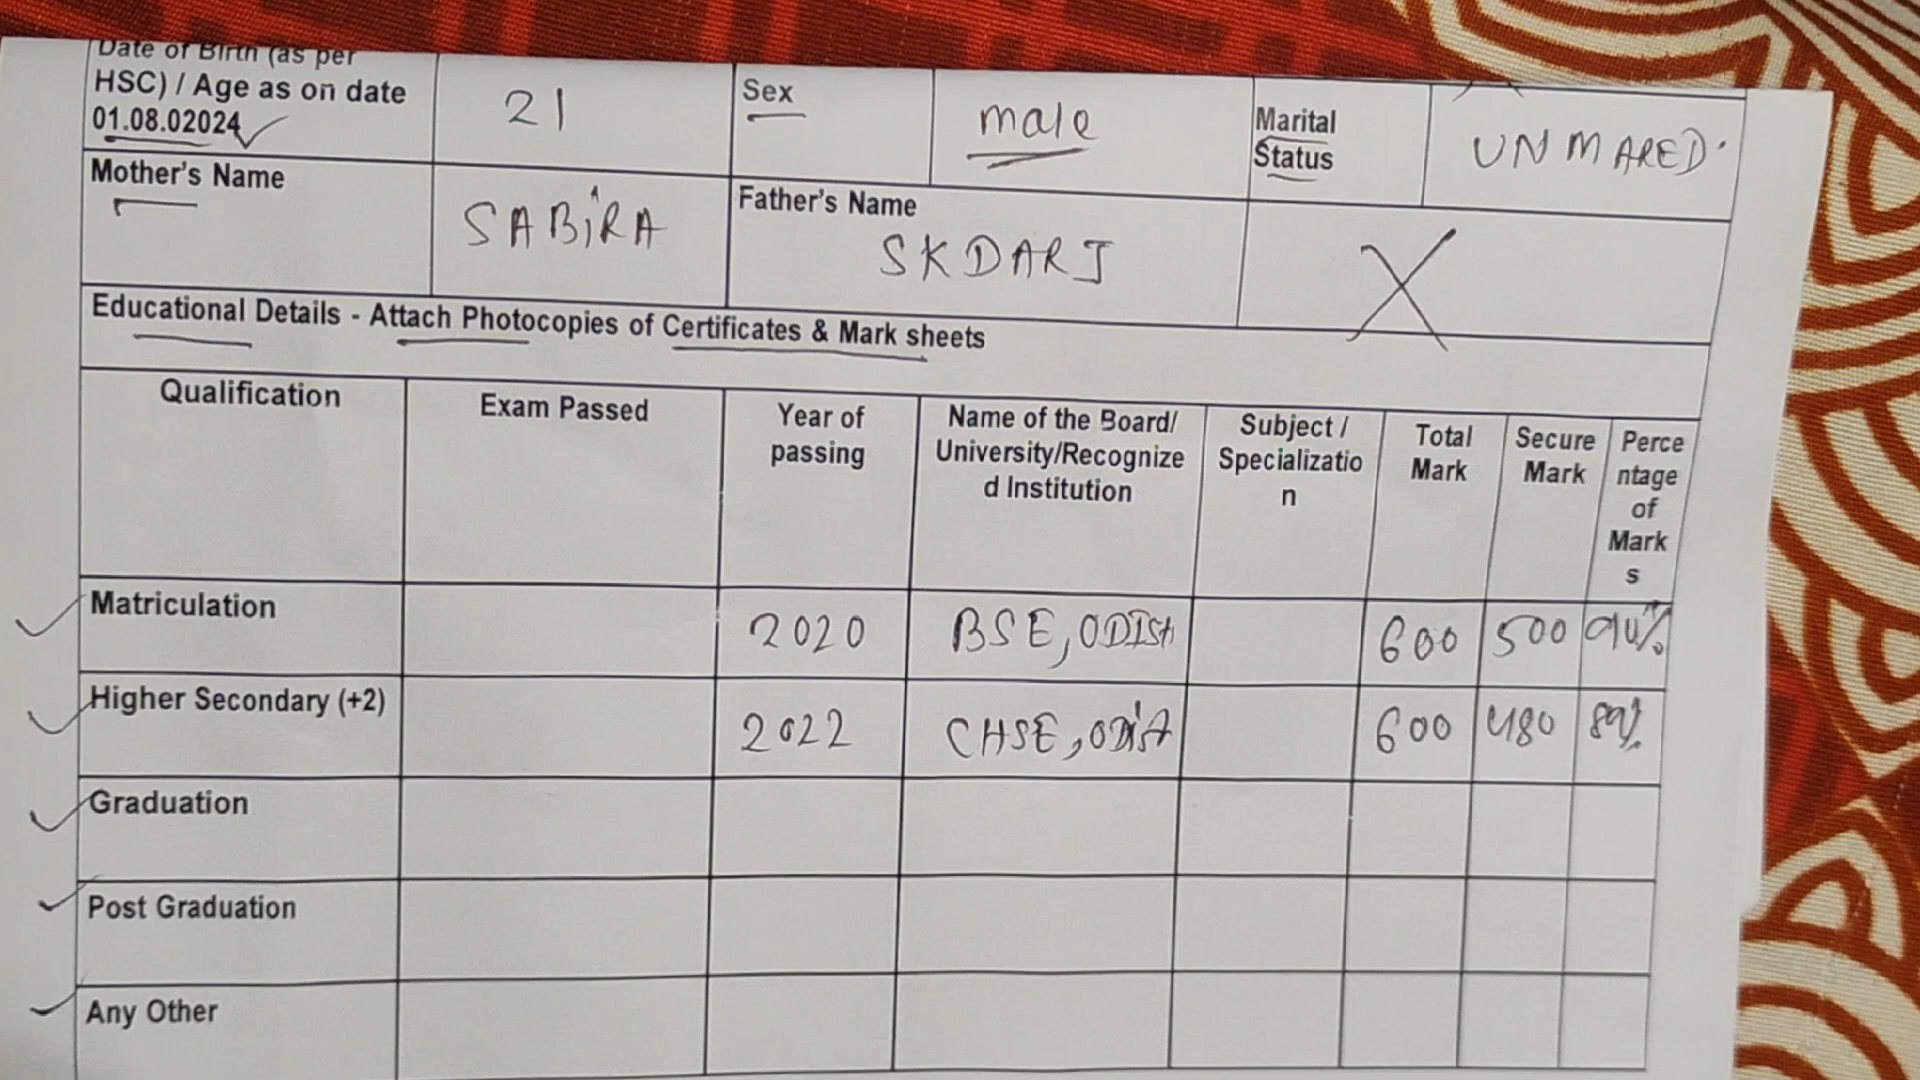 Date of Birth (as per
HSC) / Age as on date
01.08.02024
21
Sex
male
Marital
Status
UNMARED
Mother's Name
SABiRA
Father's Name
SKDARJ
Educational Details - Attach Photocopies of Certificates & Mark sheets
Qualification
Exam Passed
Year of
passing
Name of the Board/
University/Recognize
d Institution
Subject /
Specializatio
n
Total
Mark
Secure
Mark
Perce
ntage
of
Mark
s
Matriculation
2020
BSE, ODISA
600
500
Higher Secondary (+2)
2022
CHSE, ODiSA
600
480
89%
Graduation
Post Graduation
Any Other